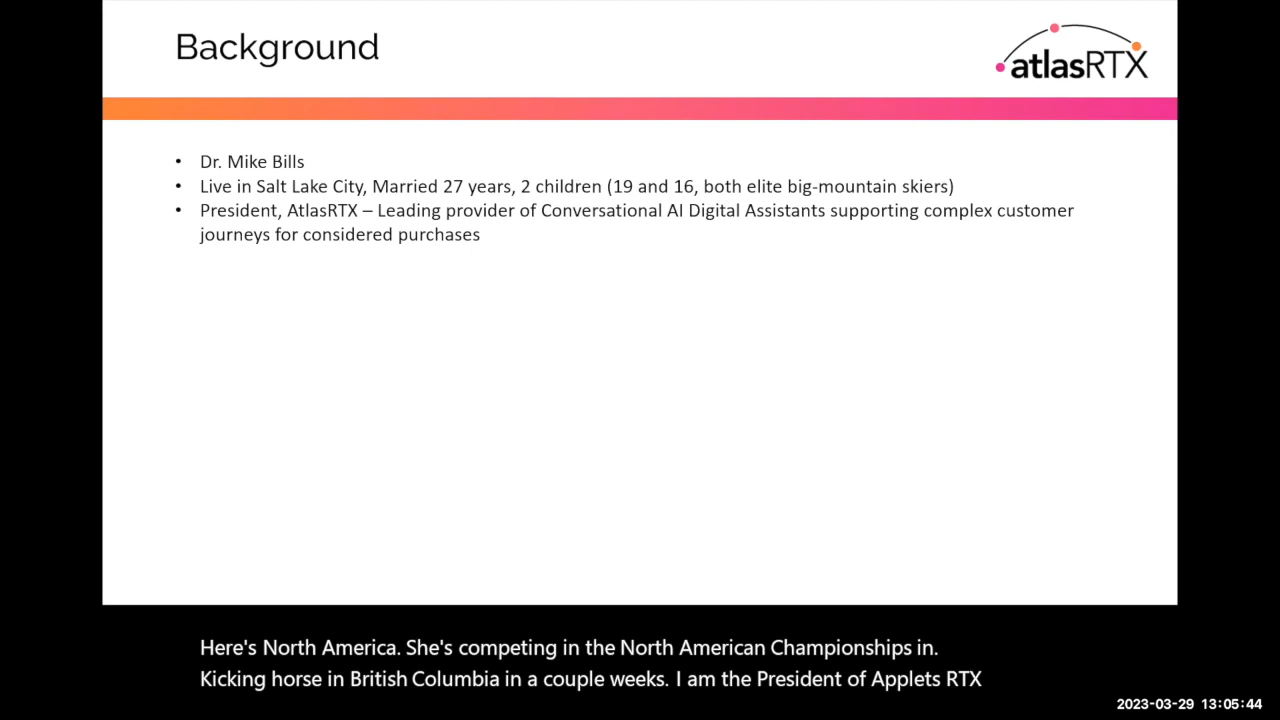 Background
atlasRTX
• Dr. Mike Bills
• Live in Salt Lake City, Married 27 years, 2 children (19 and 16, both elite big-mountain skiers)
• President, AtlasRTX – Leading provider of Conversational AI Digital Assistants supporting complex customer
journeys for considered purchases
Here's North America. She's competing in the North American Championships in.
Kicking horse in British Columbia in a couple weeks. I am the President of Applets RTX
2023-03-29 13:05:44